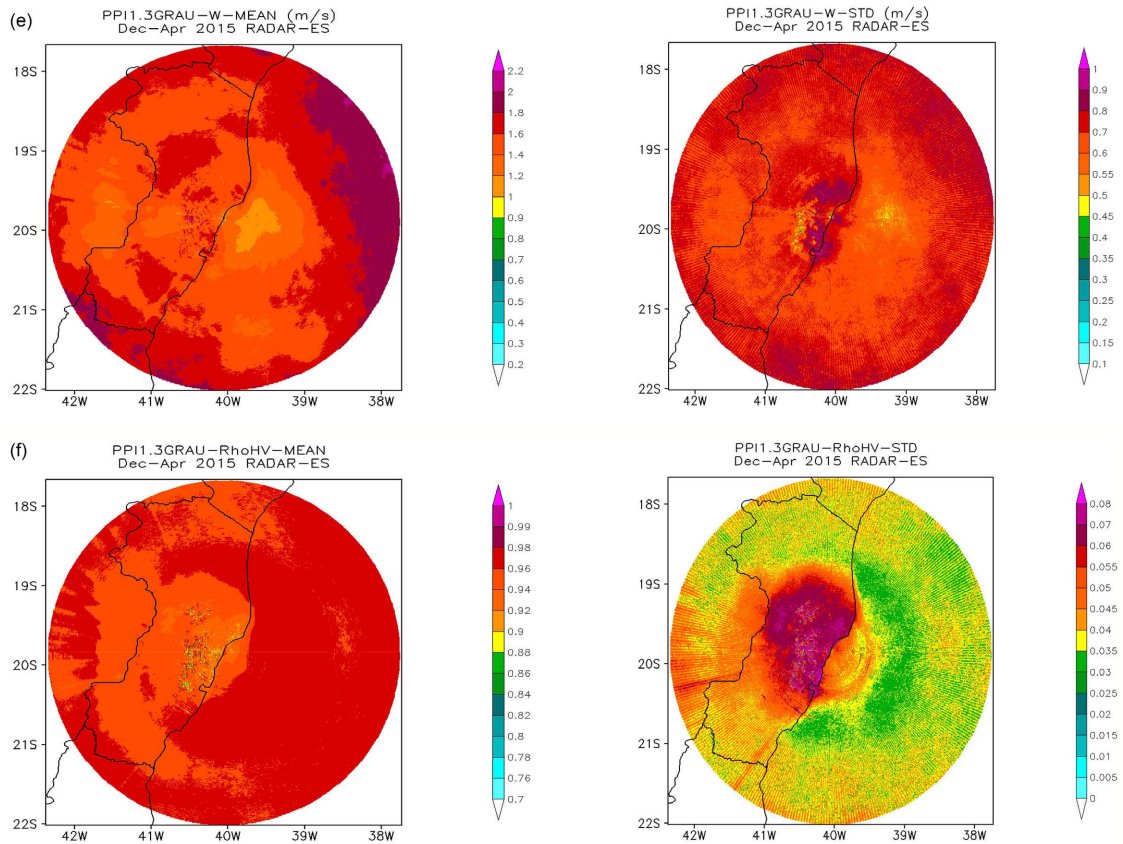 (e)
PPI1.3GRAU-W-MEAN (m/s)
Dec-Apr 2015 RADAR-ES
18S
19S
20S
21S
22S
42W 41W 40W 39W 38W
2.2
2
1.8
1.6
1.4
1.2
1
0.9
0.8
0.7
0.6
0.5
0.4
0.3
0.2
PPI1.3GRAU-W-STD (m/s)
Dec-Apr 2015 RADAR-ES
18S
19S
20S
21S
22S
42W 41W 40W 39W 38W
1
0.9
0.8
0.7
0.6
0.55
0.5
0.45
0.4
0.35
0.3
0.25
0.2
0.15
0.1
(f)
PPI1.3GRAU-RhoHV-MEAN
Dec-Apr 2015 RADAR-ES
18S
19S
20S
21S
22S
42W 41W 40W 39W 38W
1
0.99
0.98
0.96
0.94
0.92
0.9
0.89
0.88
0.86
0.84
0.82
0.8
0.78
0.76
0.7
PPI1.3GRAU-RhoHV-STD
Dec-Apr 2015 RADAR-ES
18S
19S
20S
21S
22S
42W 41W 40W 39W 38W
0.08
0.07
0.06
0.055
0.05
0.045
0.04
0.035
0.03
0.025
0.02
0.015
0.01
0.005
0